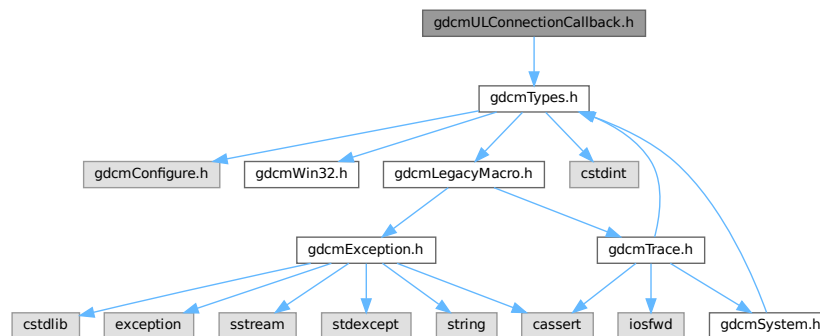 gdcmULConnectionCallback.h
gdcmTypes.h
gdcmConfigure.h
gdcmWin32.h
gdcmLegacyMacro.h
cstdint
gdcmException.h
gdcmTrace.h
cstdlib
exception
sstream
stdexcept
string
cassert
iosfwd
gdcmSystem.h